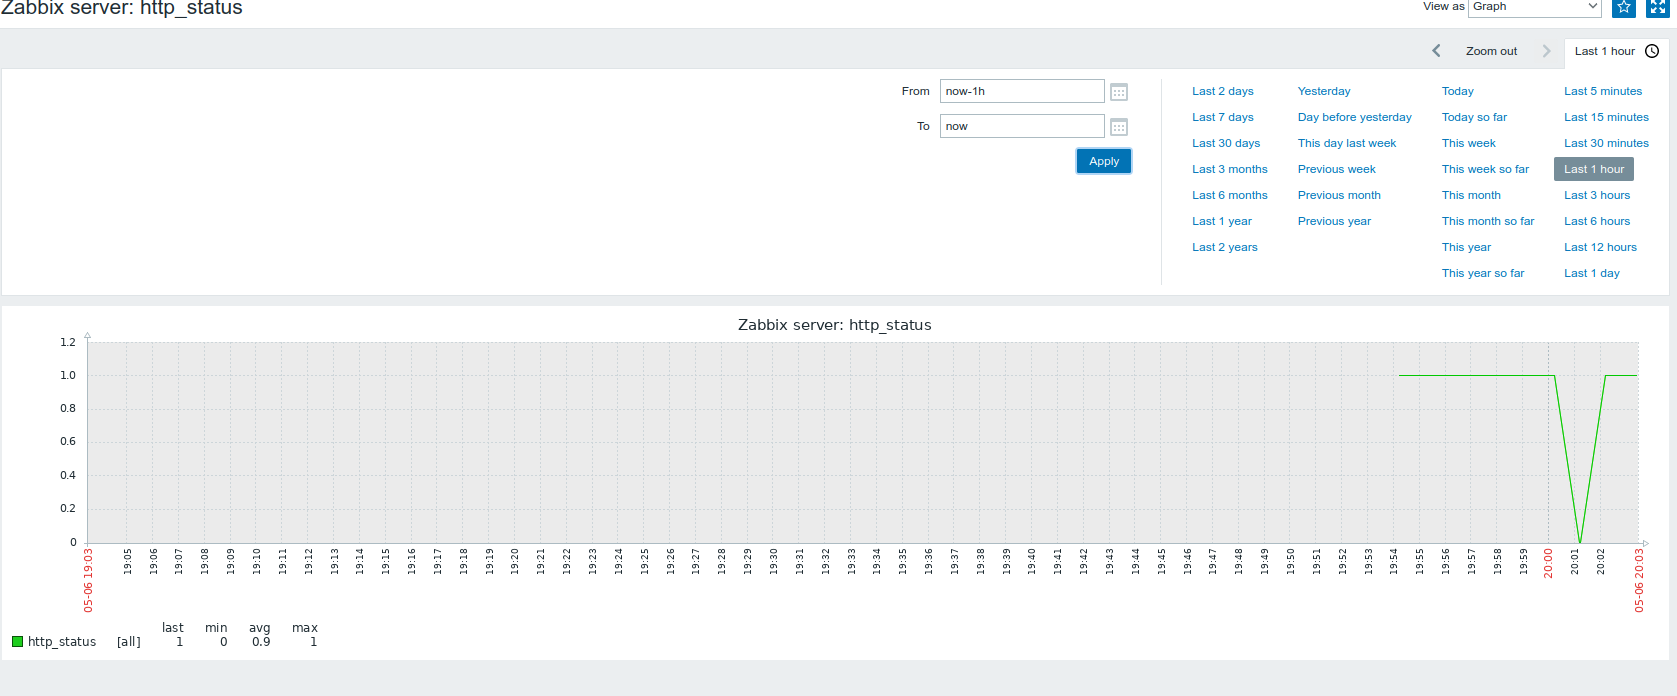 Zabbix server: http_status
View as Graph
Zoom out Last 1 hour
From now-1h
To now
Apply
Last 2 days Yesterday Today Last 5 minutes
Last 7 days Day before yesterday Today so far Last 15 minutes
Last 30 days This day last week This week Last 30 minutes
Last 3 months Previous week This week so far Last 1 hour
Last 6 months Previous month This month Last 3 hours
Last 1 year Previous year This month so far Last 6 hours
Last 2 years This year Last 12 hours
This year so far Last 1 day
Zabbix server: http_status
1.2
1.0
0.8
0.6
0.4
0.2
0
05-06 19:03 19:05 19:06 19:07 19:08 19:09 19:10 19:11 19:12 19:13 19:14 19:15 19:16 19:17 19:18 19:19 19:20 19:21 19:22 19:23 19:24 19:25 19:26 19:27 19:28 19:29 19:30 19:31 19:32 19:33 19:34 19:35 19:36 19:37 19:38 19:39 19:40 19:41 19:42 19:43 19:44 19:45 19:46 19:47 19:48 19:49 19:50 19:51 19:52 19:53 19:54 19:55 19:56 19:57 19:58 19:59 20:00 20:01 20:02 05-06 20:03
last min avg max
http_status [all] 1 0 0.9 1